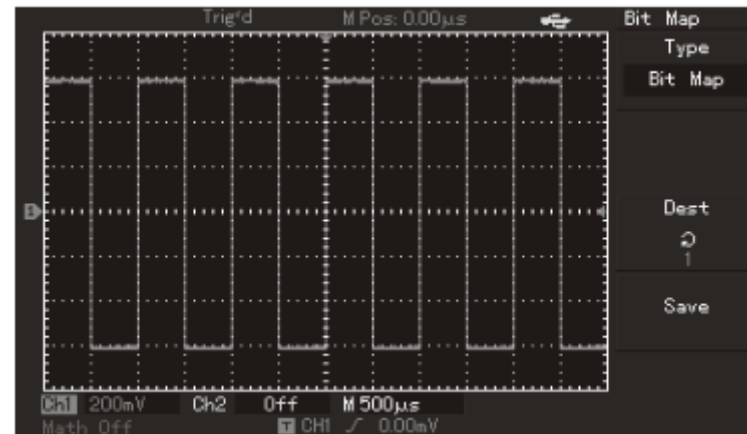 Trig'd M Pos: 0.00μs Bit Map
Type
Bit Map
Dest
1
Save
Ch1 200mV Ch2 Off M 500μs
Math Off T CH1 0.00mV